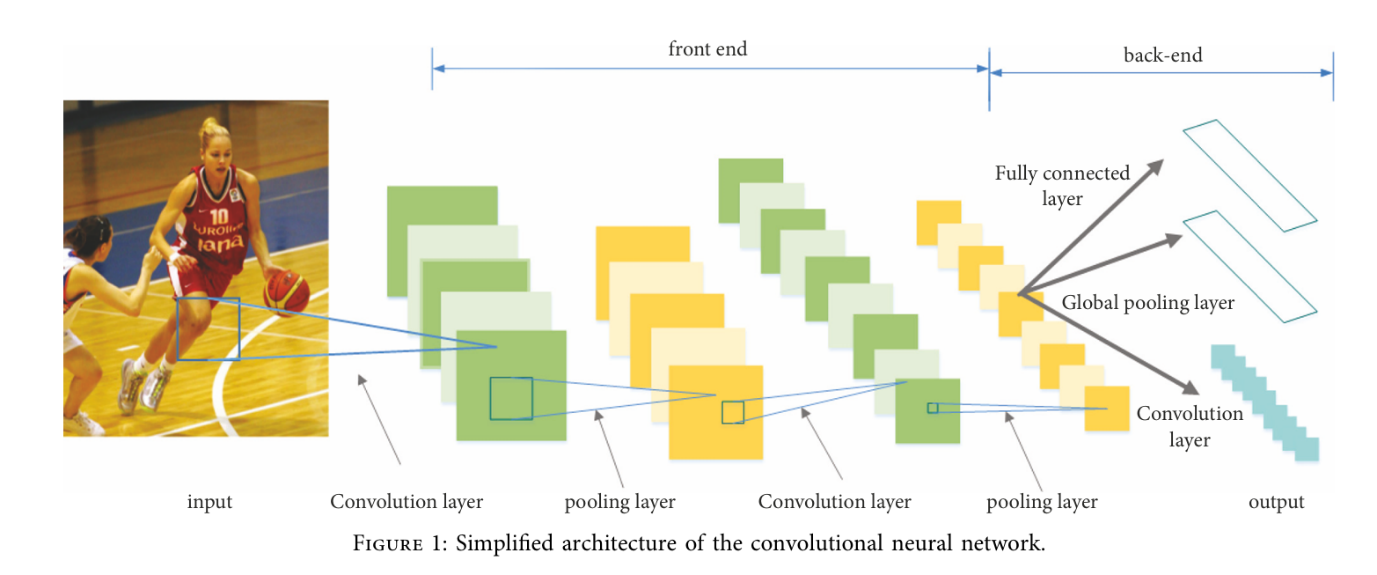 front end
back-end
10
Fully connected
layer
Global pooling layer
Convolution
layer
input
Convolution layer
pooling layer
Convolution layer
pooling layer
output
FIGURE 1: Simplified architecture of the convolutional neural network.